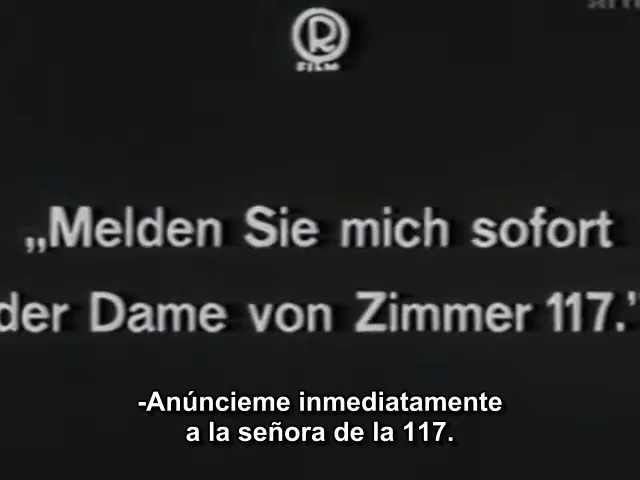 R
FILM
„Melden Sie mich sofort
der Dame von Zimmer 117."
-Anúncieme inmediatamente
a la señora de la 117.